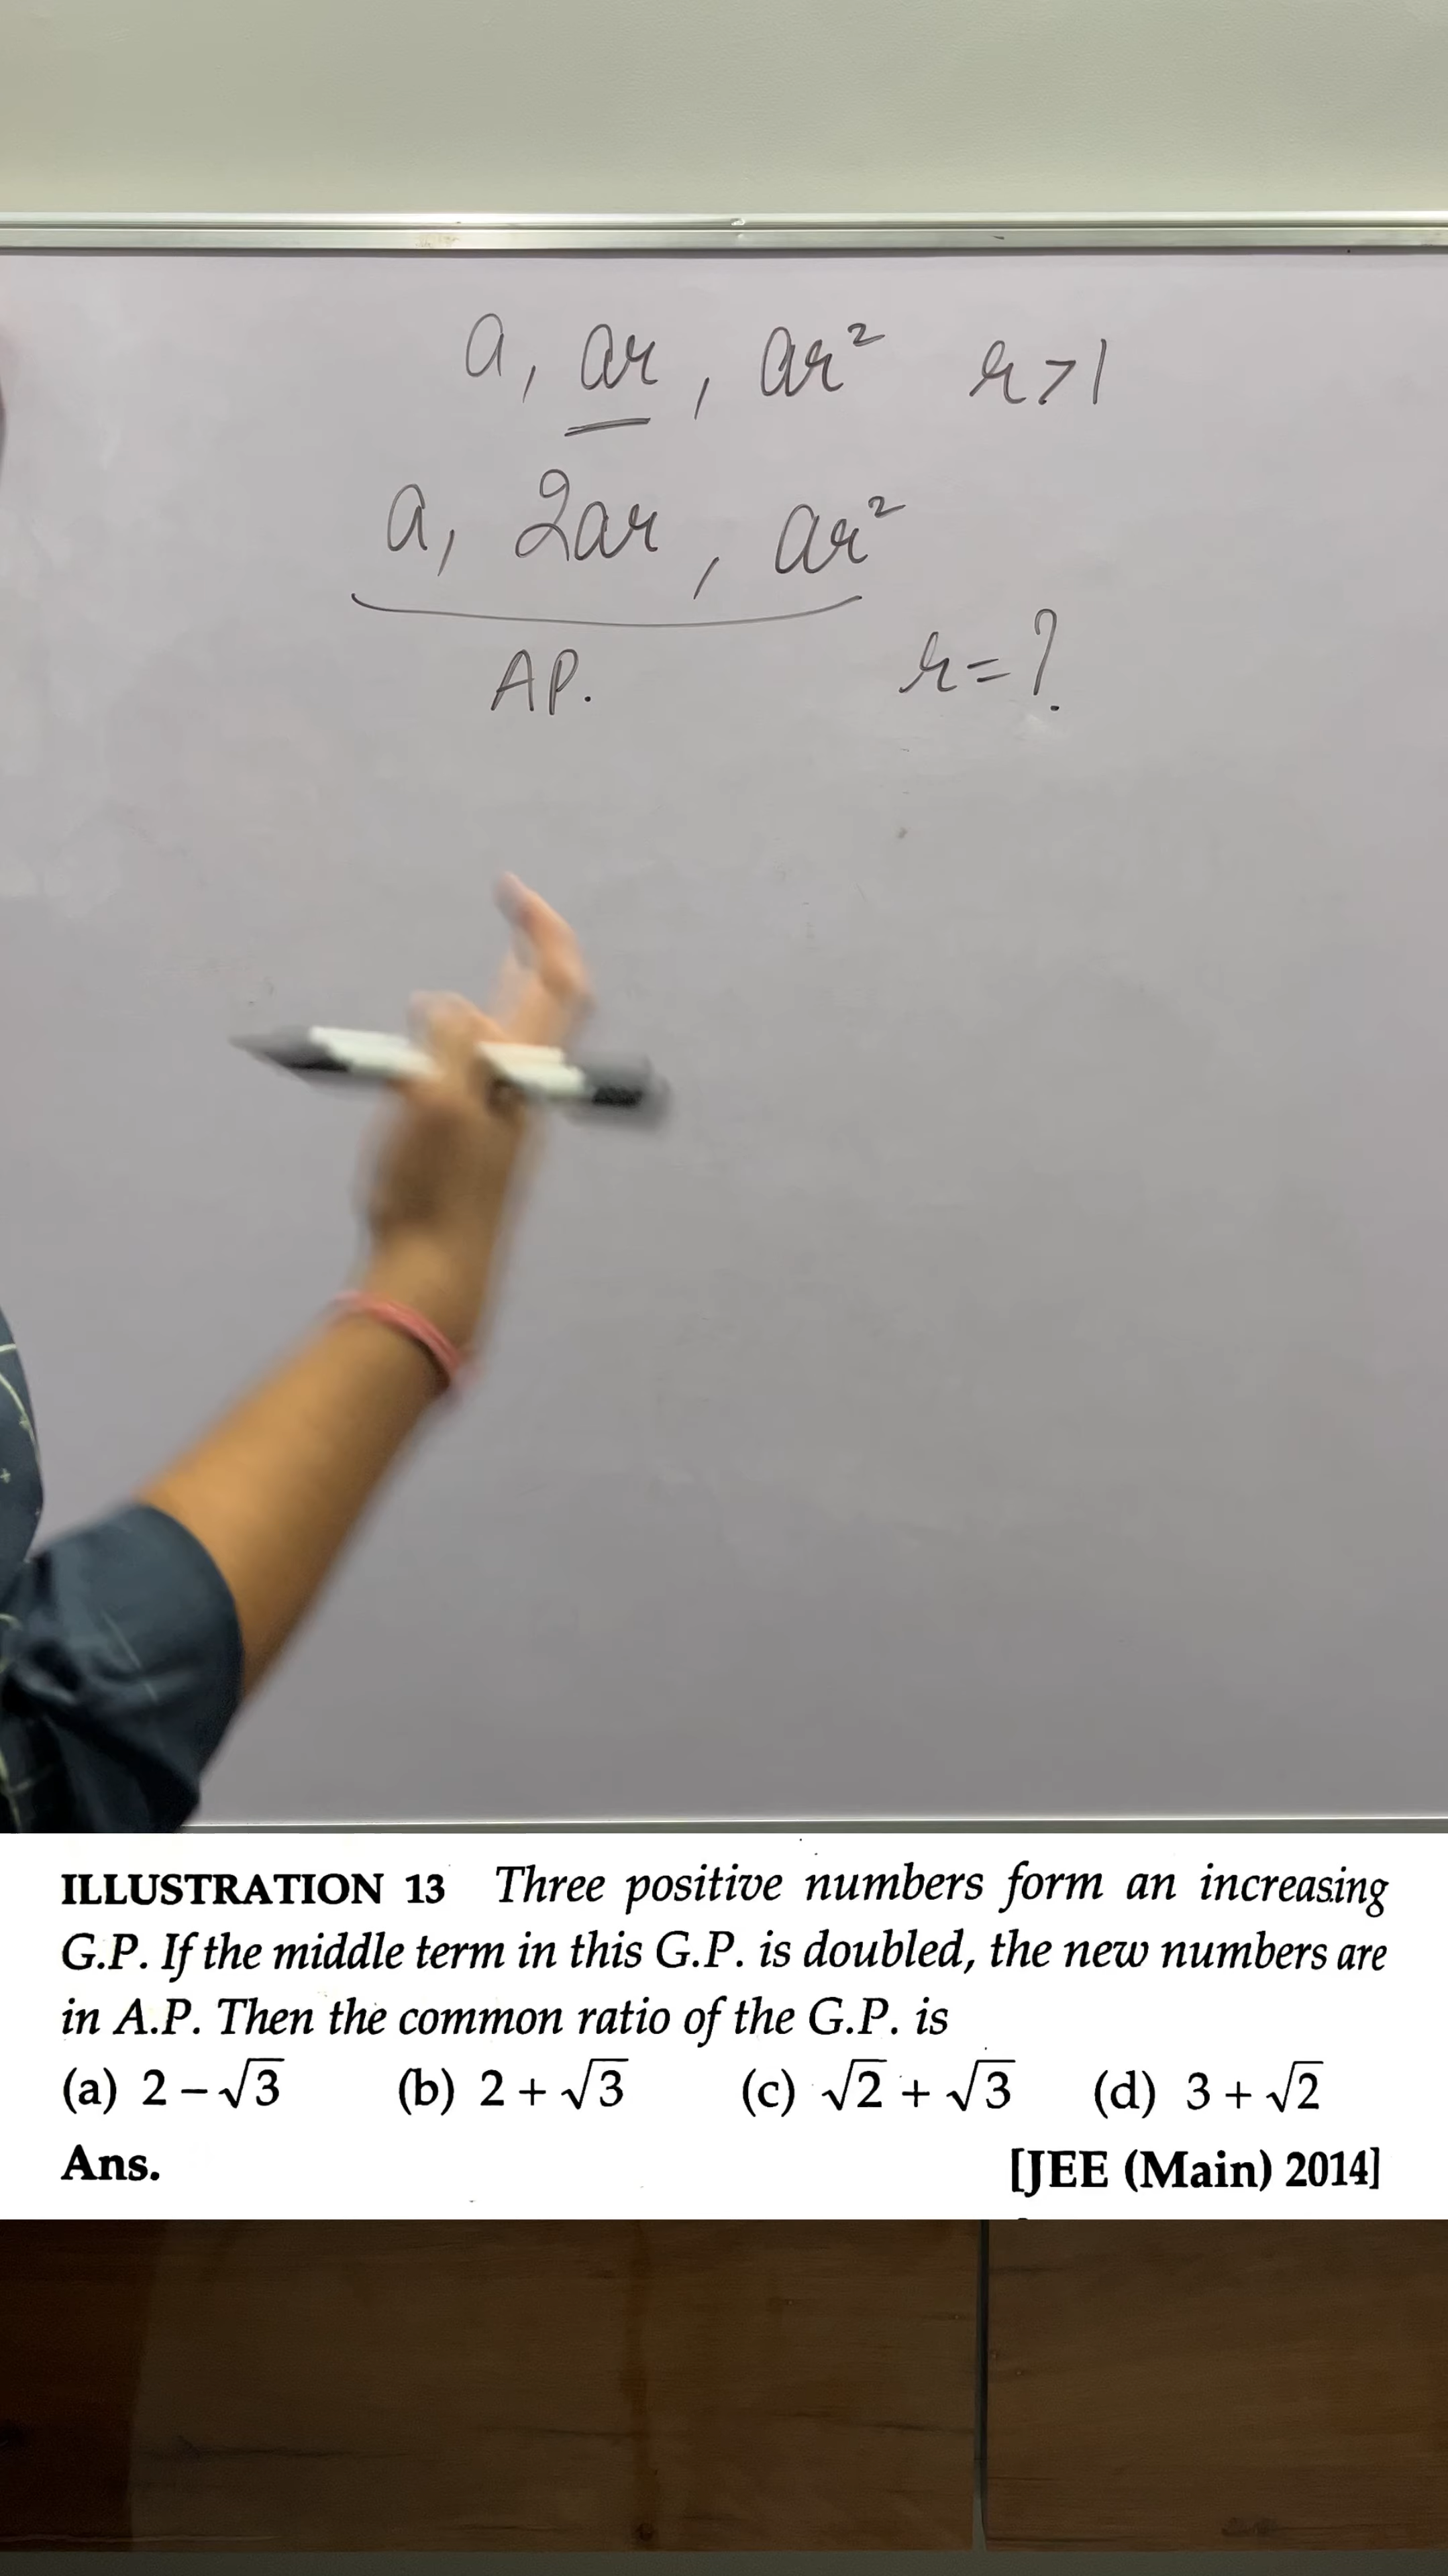 a, ar, ar² r>1
a, 2ar, ar²
AP. r=?
ILLUSTRATION 13 Three positive numbers form an increasing
G.P. If the middle term in this G.P. is doubled, the new numbers are
in A.P. Then the common ratio of the G.P. is
(a) 2 – √3 (b) 2 + √3 (c) √2 + √3 (d) 3 + √2
Ans. [JEE (Main) 2014]